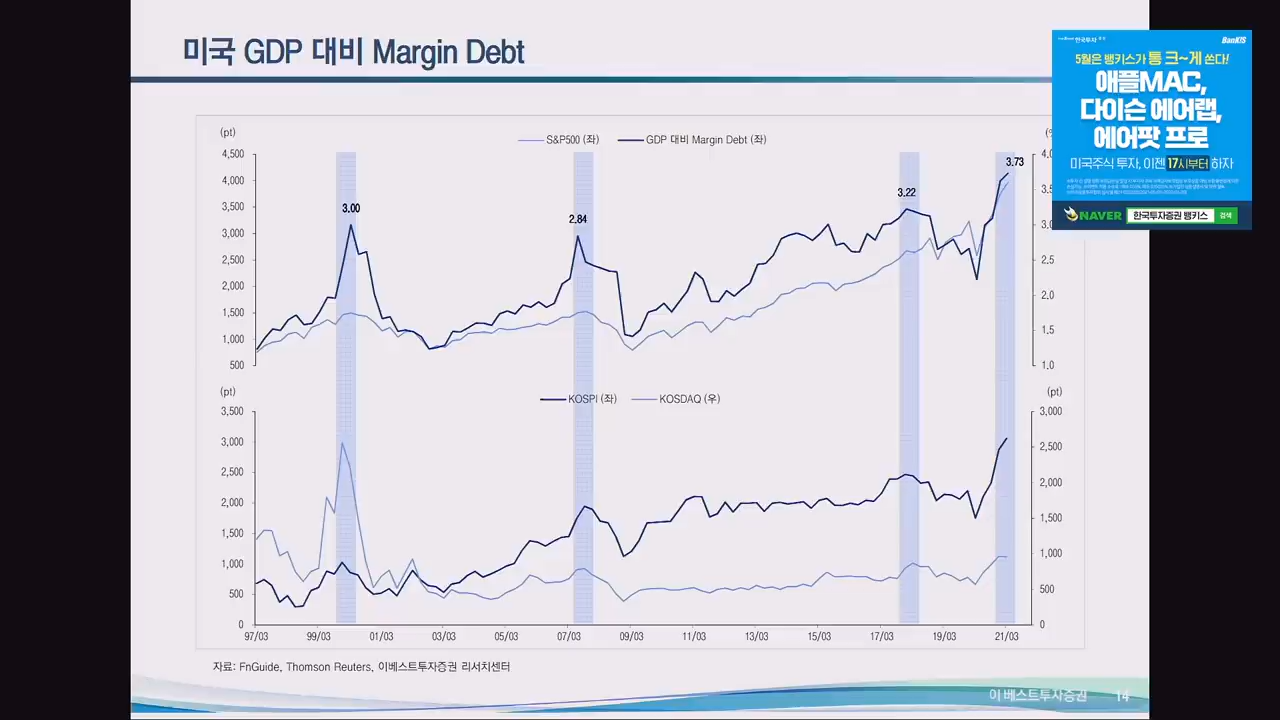 미국 GDP 대비 Margin Debt
BanKIS
5월은 뱅키스가 통 크~게 쏜다!
애플MAC,
다이슨 에어랩,
에어팟 프로
미국주식 투자, 이젠 17시부터 하자
NAVER 한국투자증권 뱅키스 검색
(pt)
S&P500 (좌) GDP 대비 Margin Debt (좌)
4,500
4,000
3,500
3,000
2,500
2,000
1,500
1,000
500
3.00
2.84
3.22
3.73
2.5
2.0
1.5
1.0
(pt)
KOSPI (좌) KOSDAQ (우)
(pt)
3,500
3,000
2,500
2,000
1,500
1,000
500
0
3,000
2,500
2,000
1,500
1,000
500
0
97/03 99/03 01/03 03/03 05/03 07/03 09/03 11/03 13/03 15/03 17/03 19/03 21/03
자료: FnGuide, Thomson Reuters, 이베스트투자증권 리서치센터
이베스트투자증권 14